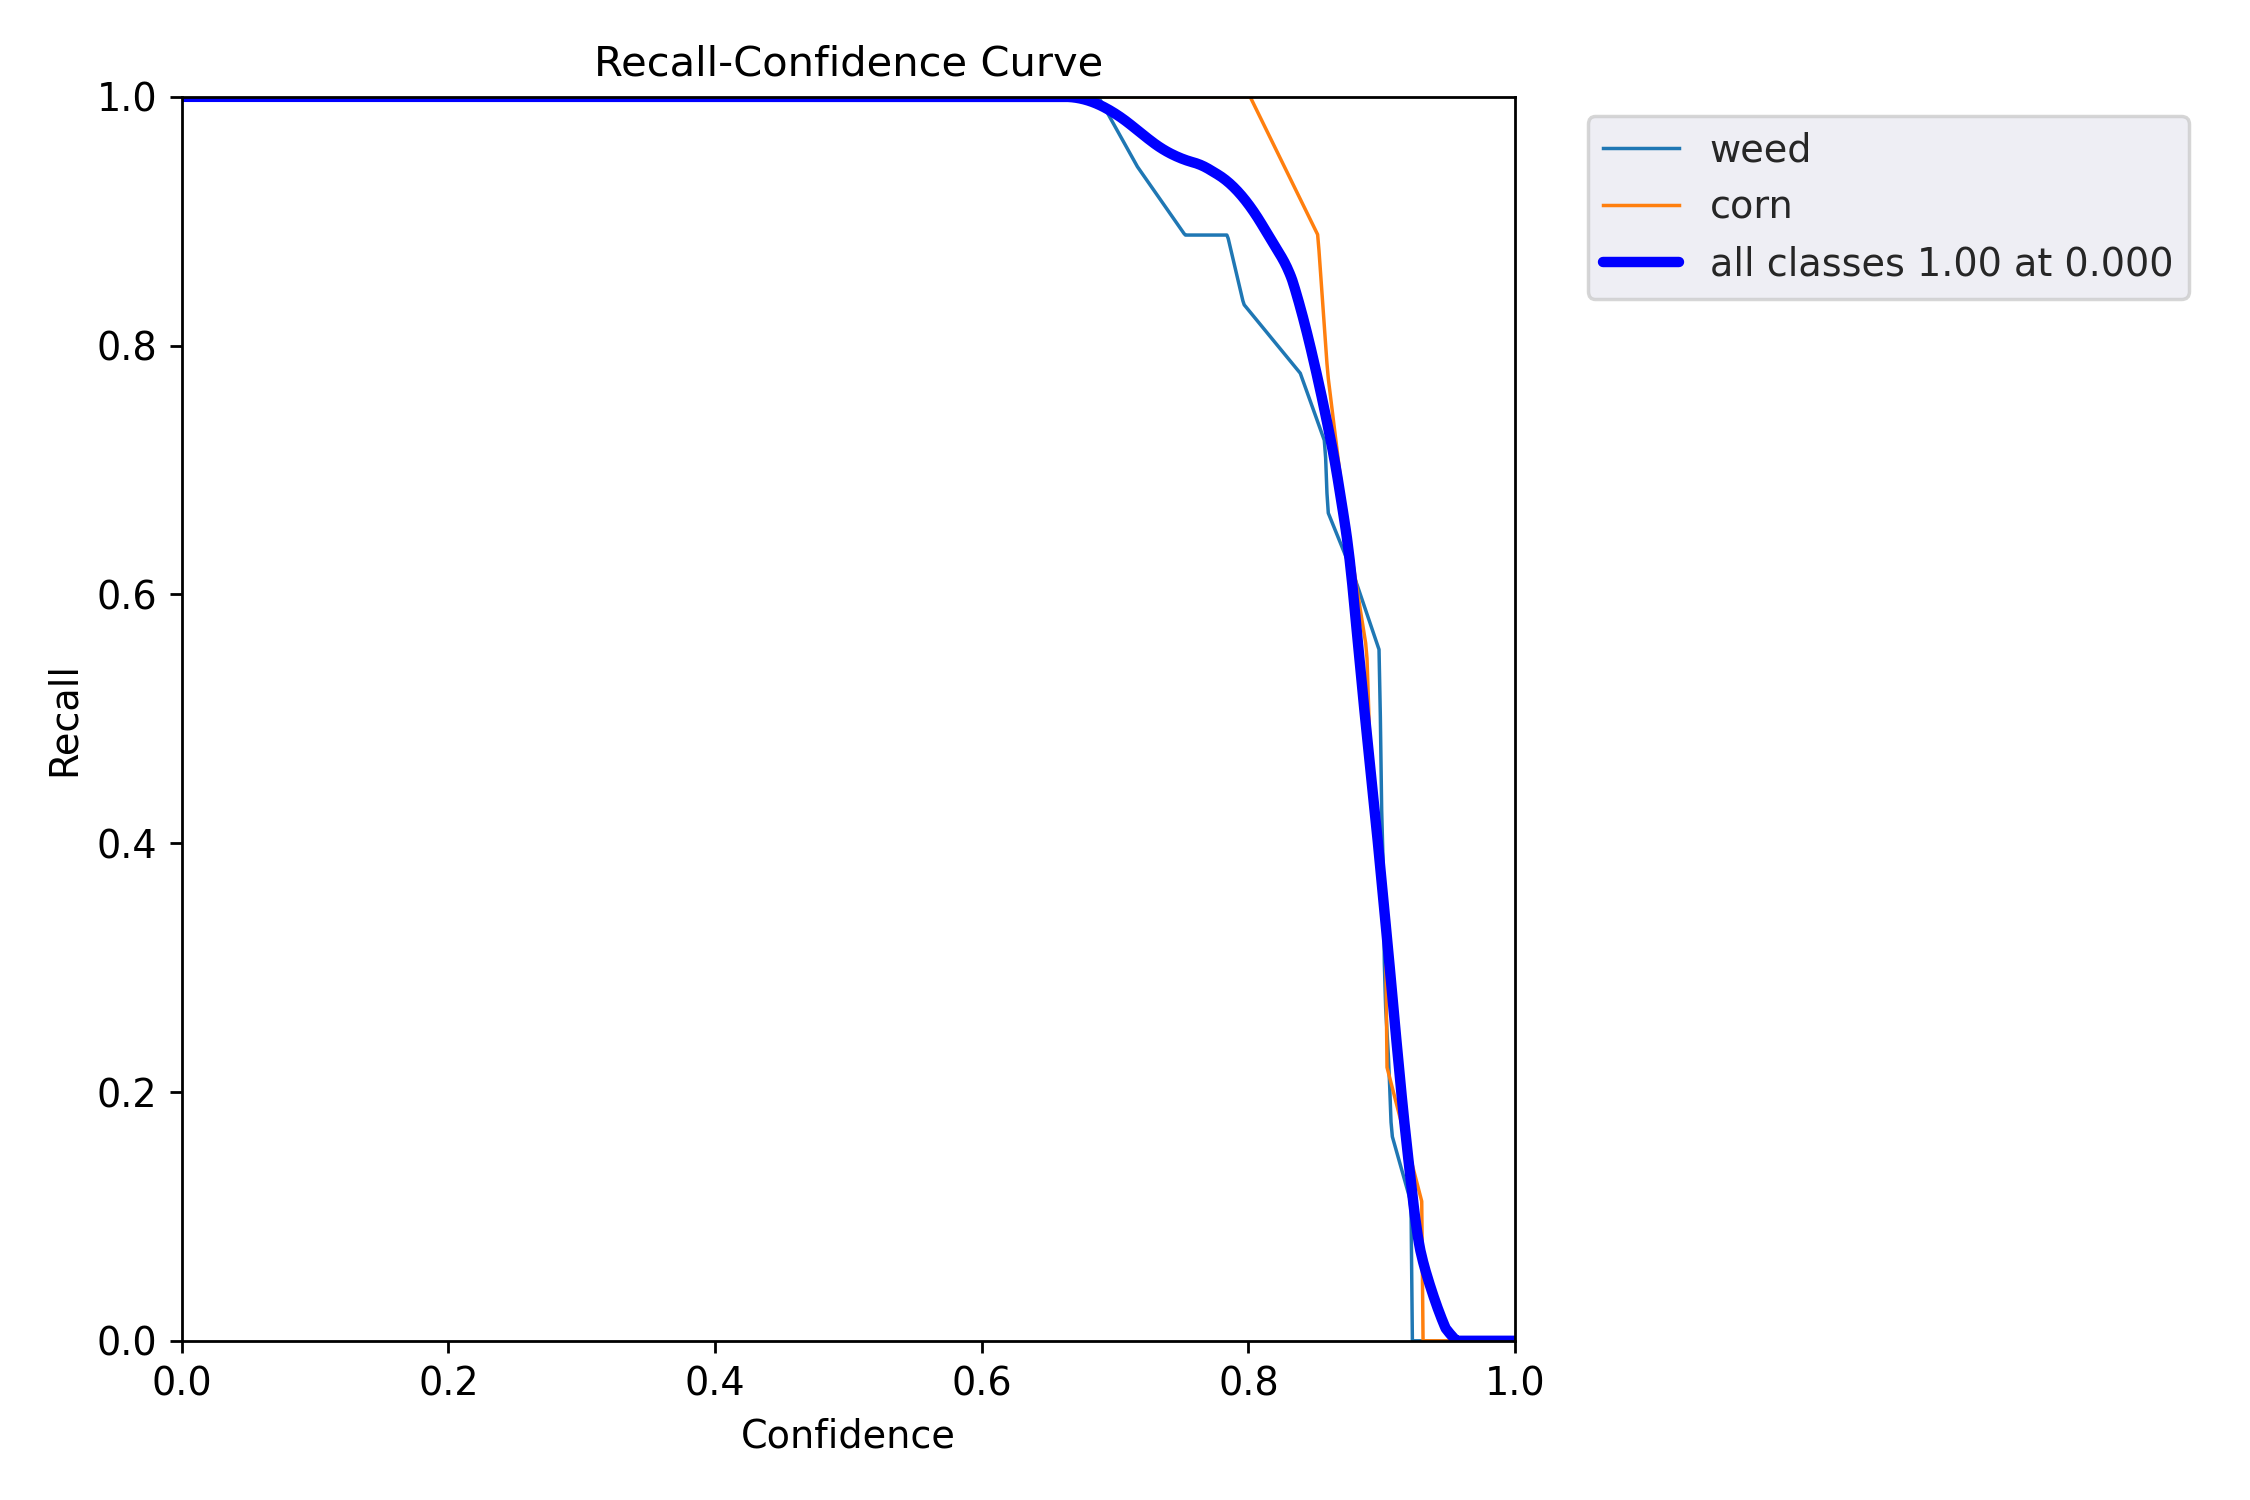 Recall-Confidence Curve
1.0
0.8
0.6
0.4
0.2
0.0
Recall
0.0 0.2 0.4 0.6 0.8 1.0
Confidence
weed
corn
all classes 1.00 at 0.000